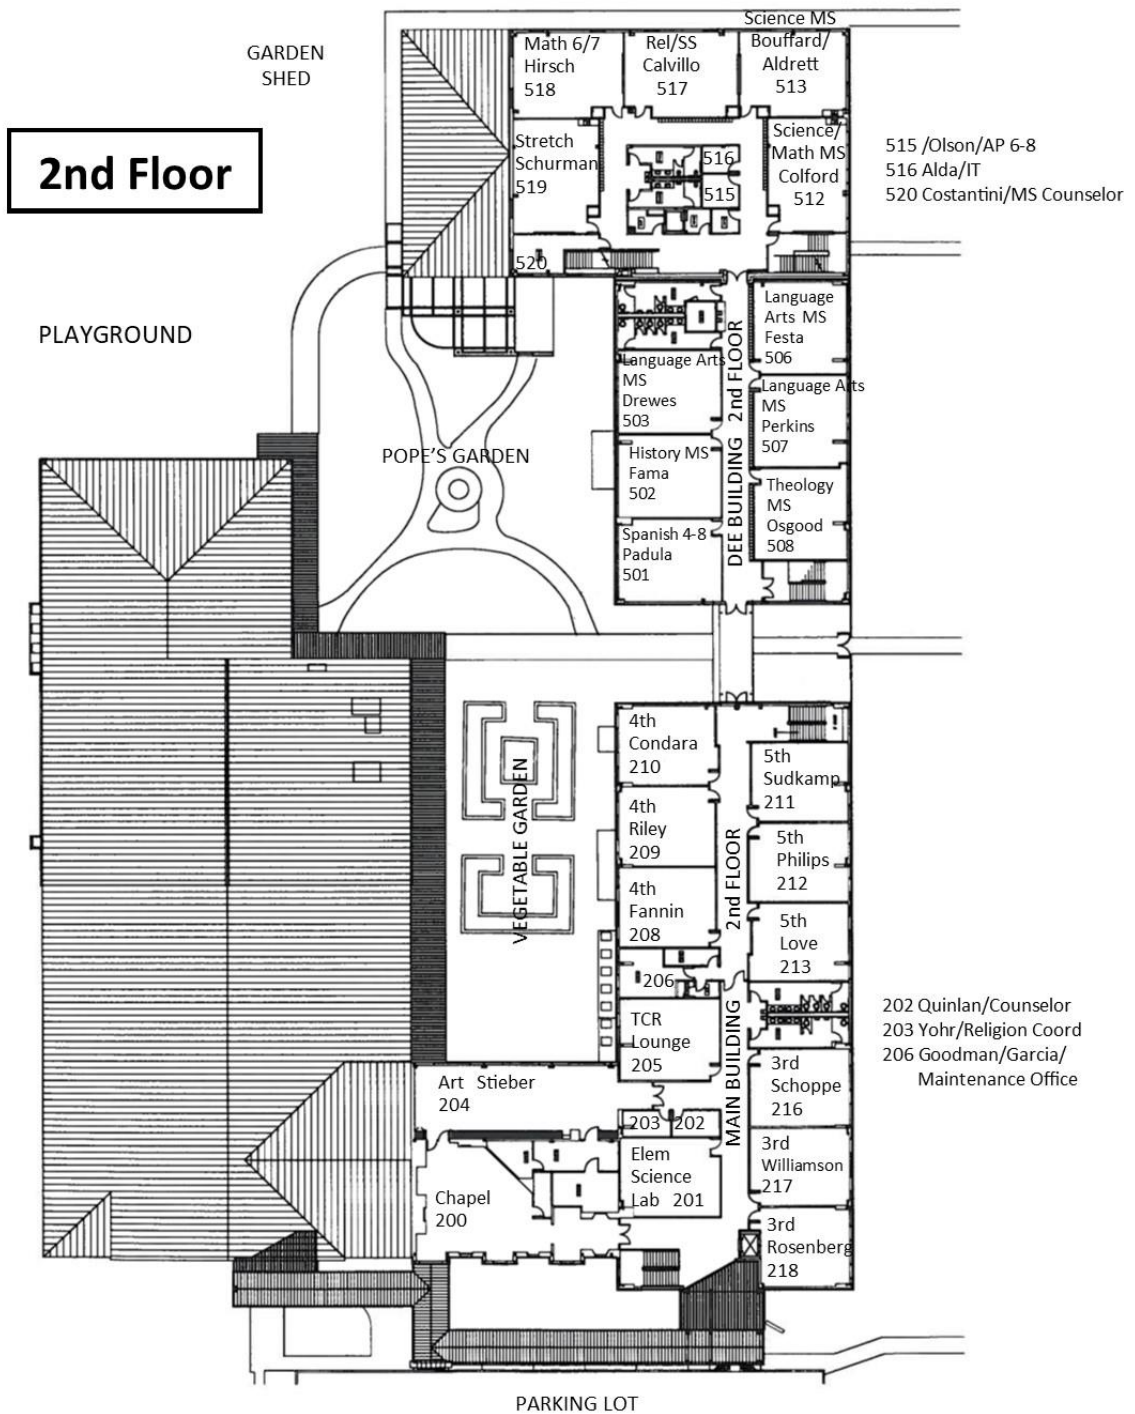 GARDEN
SHED
2nd Floor
Math 6/7
Hirsch
518
Rel/SS
Calvillo
517
Science MS
Bouffard/
Aldrett
513
Stretch
Schurman
519
516
515
Science/
Math MS
Colford
512
515 /Olson/AP 6-8
516 Alda/IT
520 Costantini/MS Counselor
520
PLAYGROUND
Language
Arts MS
Festa
506
Language Arts
MS
Drewes
503
DEE BUILDING 2nd FLOOR
Language Arts
MS
Perkins
507
POPE'S GARDEN
History MS
Fama
502
Theology
MS
Osgood
508
Spanish 4-8
Padula
501
4th
Condara
210
5th
Sudkamp
211
VEGETABLE GARDEN
4th
Riley
209
MAIN BUILDING 2nd FLOOR
5th
Philips
212
4th
Fannin
208
5th
Love
213
206
TCR
Lounge
205
202 Quinlan/Counselor
203 Yohr/Religion Coord
206 Goodman/Garcia/
Maintenance Office
Art Stieber
204
3rd
Schoppe
216
203
202
Elem
Science
Lab 201
3rd
Williamson
217
Chapel
200
3rd
Rosenberg
218
PARKING LOT